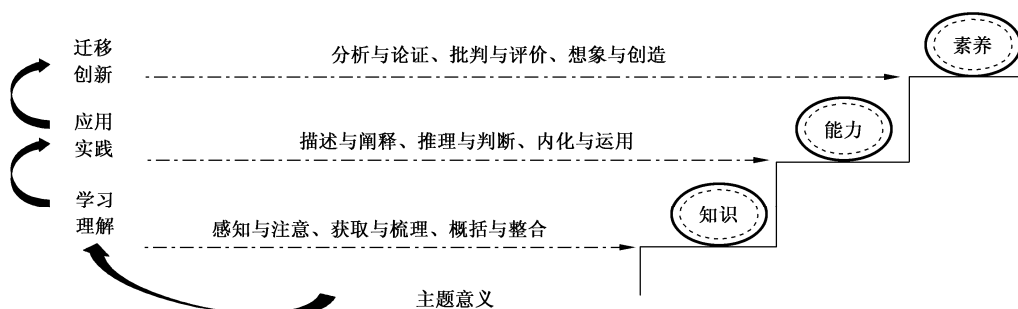 素养
迁移
创新
分析与论证、批判与评价、想象与创造
应用
实践
描述与阐释、推理与判断、内化与运用
能力
学习
理解
感知与注意、获取与梳理、概括与整合
知识
主题意义